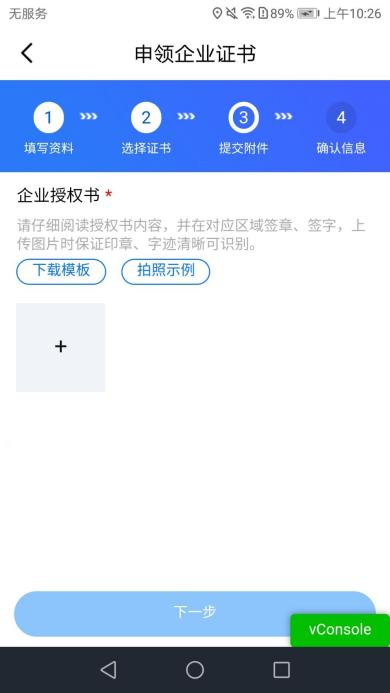 无服务 89% 上午10:26
申领企业证书
1 2 3 4
填写资料 选择证书 提交附件 确认信息
企业授权书 *
请仔细阅读授权书内容，并在对应区域签章、签字，上
传图片时保证印章、字迹清晰可识别。
下载模板 拍照示例
+
下一步
vConsole